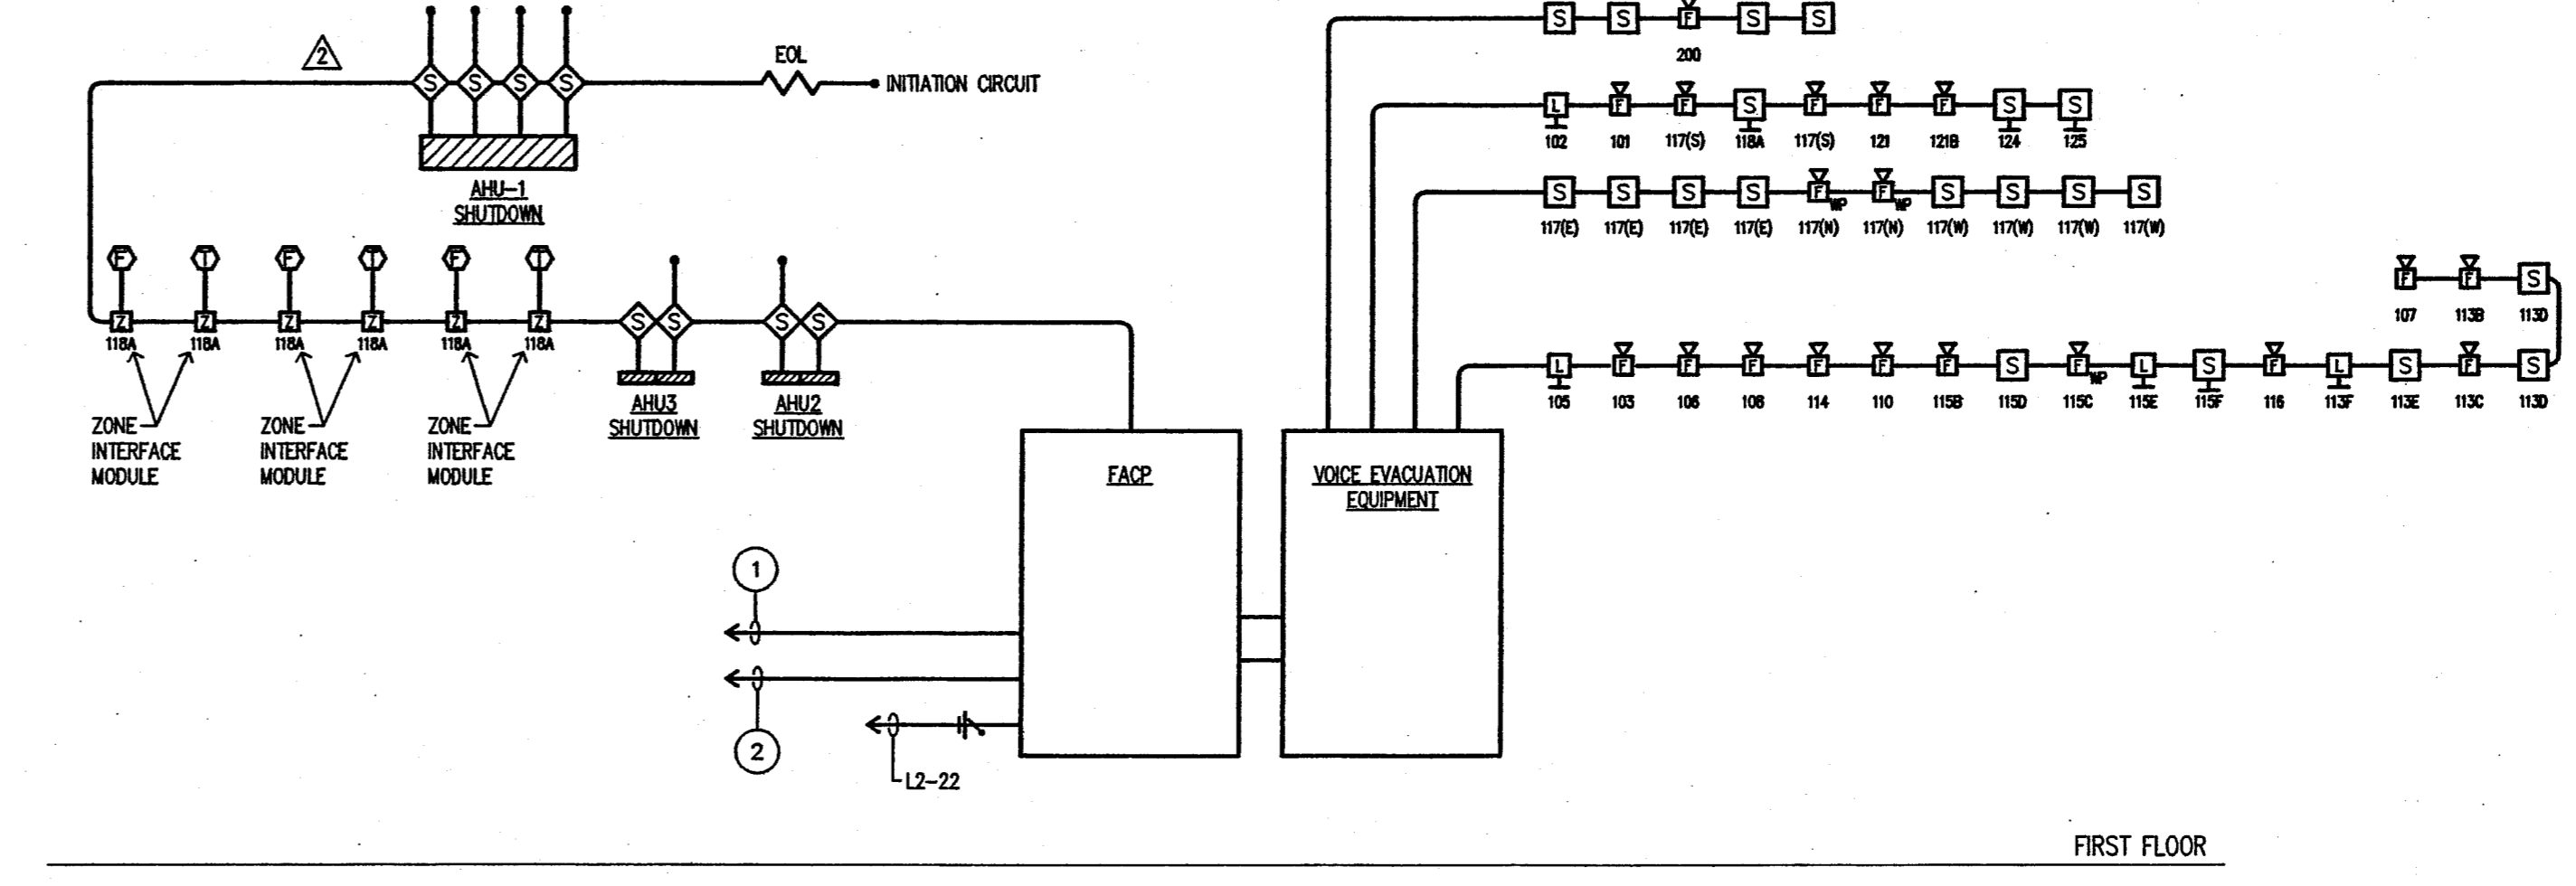 S S F S S
200
2
EOL
S S S S
INITIATION CIRCUIT
L F F S F F F S S
102 101 117(S) 118A 117(S) 121 121B 124 125
AHU-1
SHUTDOWN
S S S S F WP F WP S S S S
117(E) 117(E) 117(E) 117(E) 117(N) 117(N) 117(W) 117(W) 117(W) 117(W)
F T F T F T
F F S
107 113B 113D
Z Z Z Z Z Z S S S S
118A 118A 118A 118A 118A 118A
L F F F F F F S F WP L S F L S F S
105 103 106 108 114 110 115B 115D 115C 115E 115F 116 113F 113E 113C 113D
AHU3
SHUTDOWN
AHU2
SHUTDOWN
ZONE
INTERFACE
MODULE
ZONE
INTERFACE
MODULE
ZONE
INTERFACE
MODULE
FACP
VOICE EVACUATION
EQUIPMENT
1
2
L2-22
FIRST FLOOR